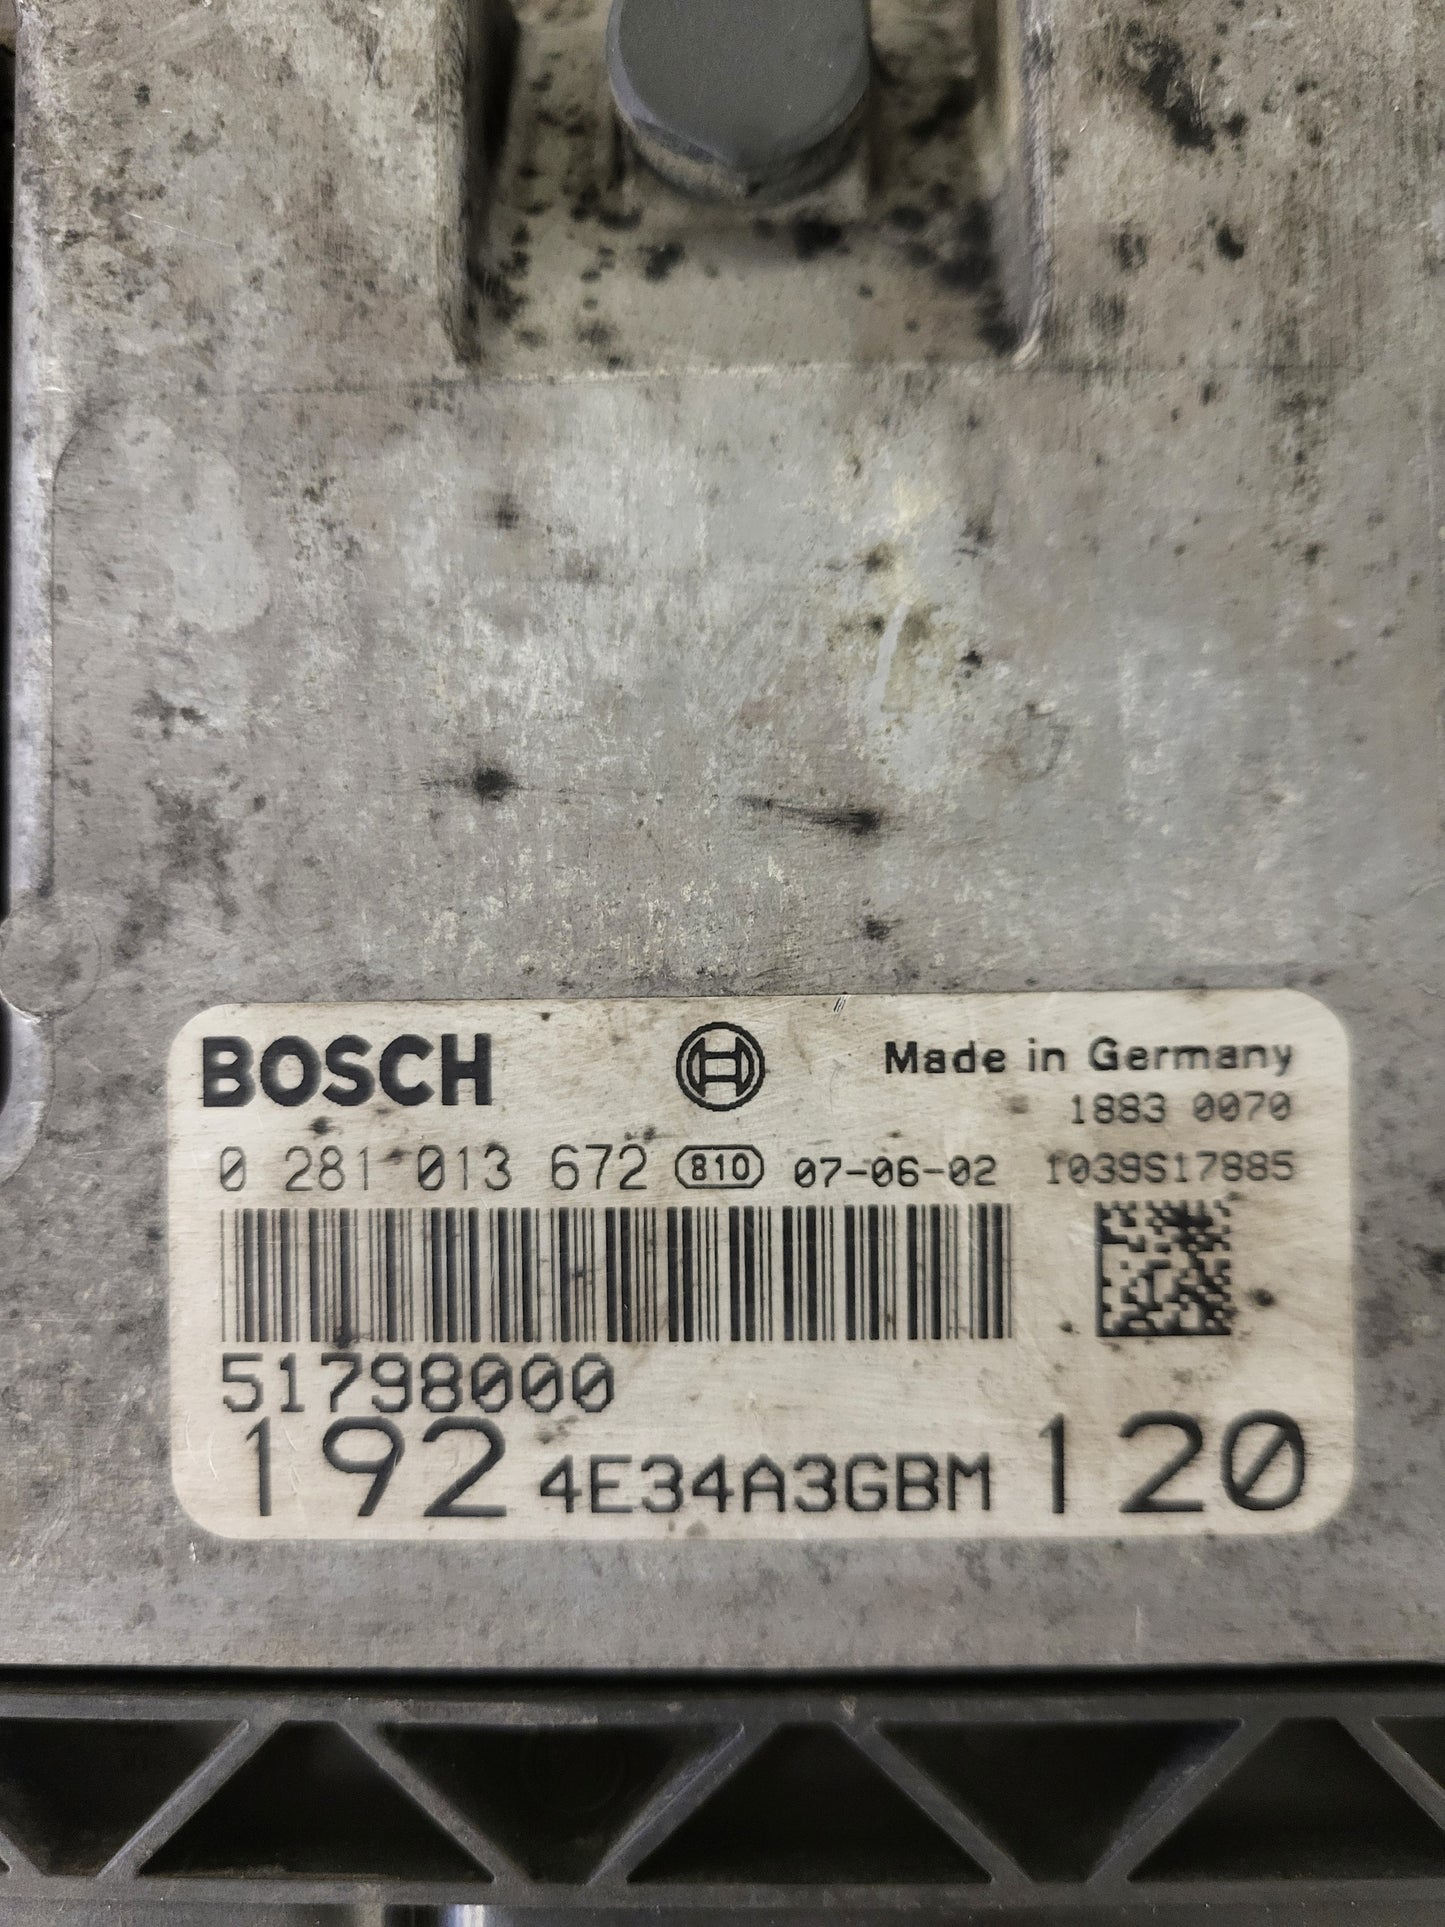 BOSCH Made in Germany
1883 0070
0 281 013 672 810 07-06-02 1039S17885
51798000
192 4E34A3GBM 120